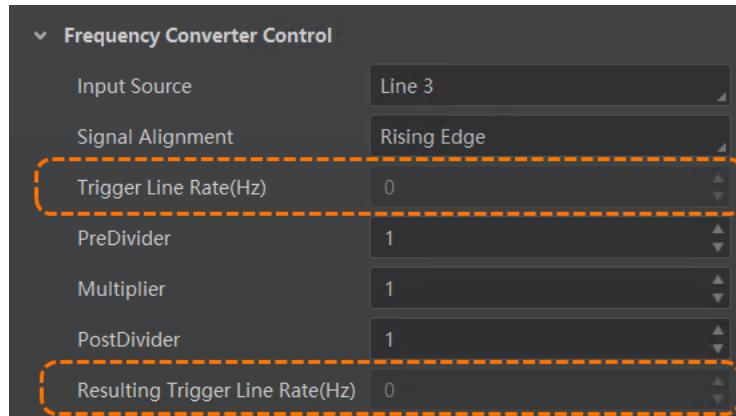 Frequency Converter Control
Input Source Line 3
Signal Alignment Rising Edge
Trigger Line Rate(Hz) 0
PreDivider 1
Multiplier 1
PostDivider 1
Resulting Trigger Line Rate(Hz) 0